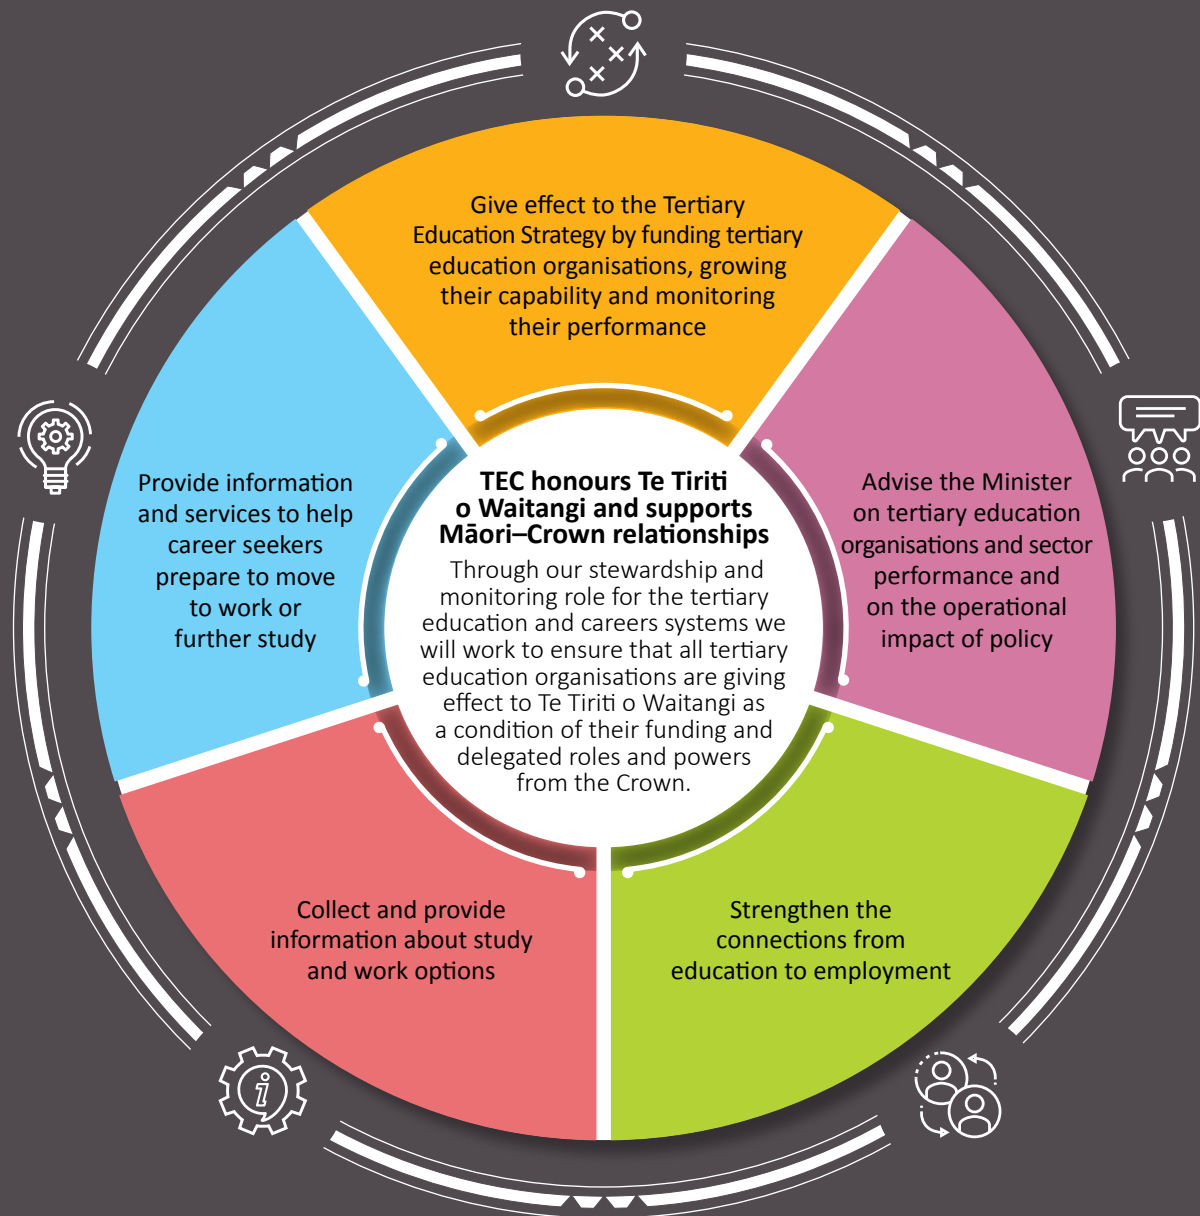 Give effect to the Tertiary
Education Strategy by funding tertiary
education organisations, growing
their capability and monitoring
their performance
Advise the Minister
on tertiary education
organisations and sector
performance and
on the operational
impact of policy
Strengthen the
connections from
education to employment
Collect and provide
information about study
and work options
Provide information
and services to help
career seekers
prepare to move
to work or
further study
TEC honours Te Tiriti
o Waitangi and supports
Māori–Crown relationships
Through our stewardship and
monitoring role for the tertiary
education and careers systems we
will work to ensure that all tertiary
education organisations are giving
effect to Te Tiriti o Waitangi as
a condition of their funding and
delegated roles and powers
from the Crown.
i